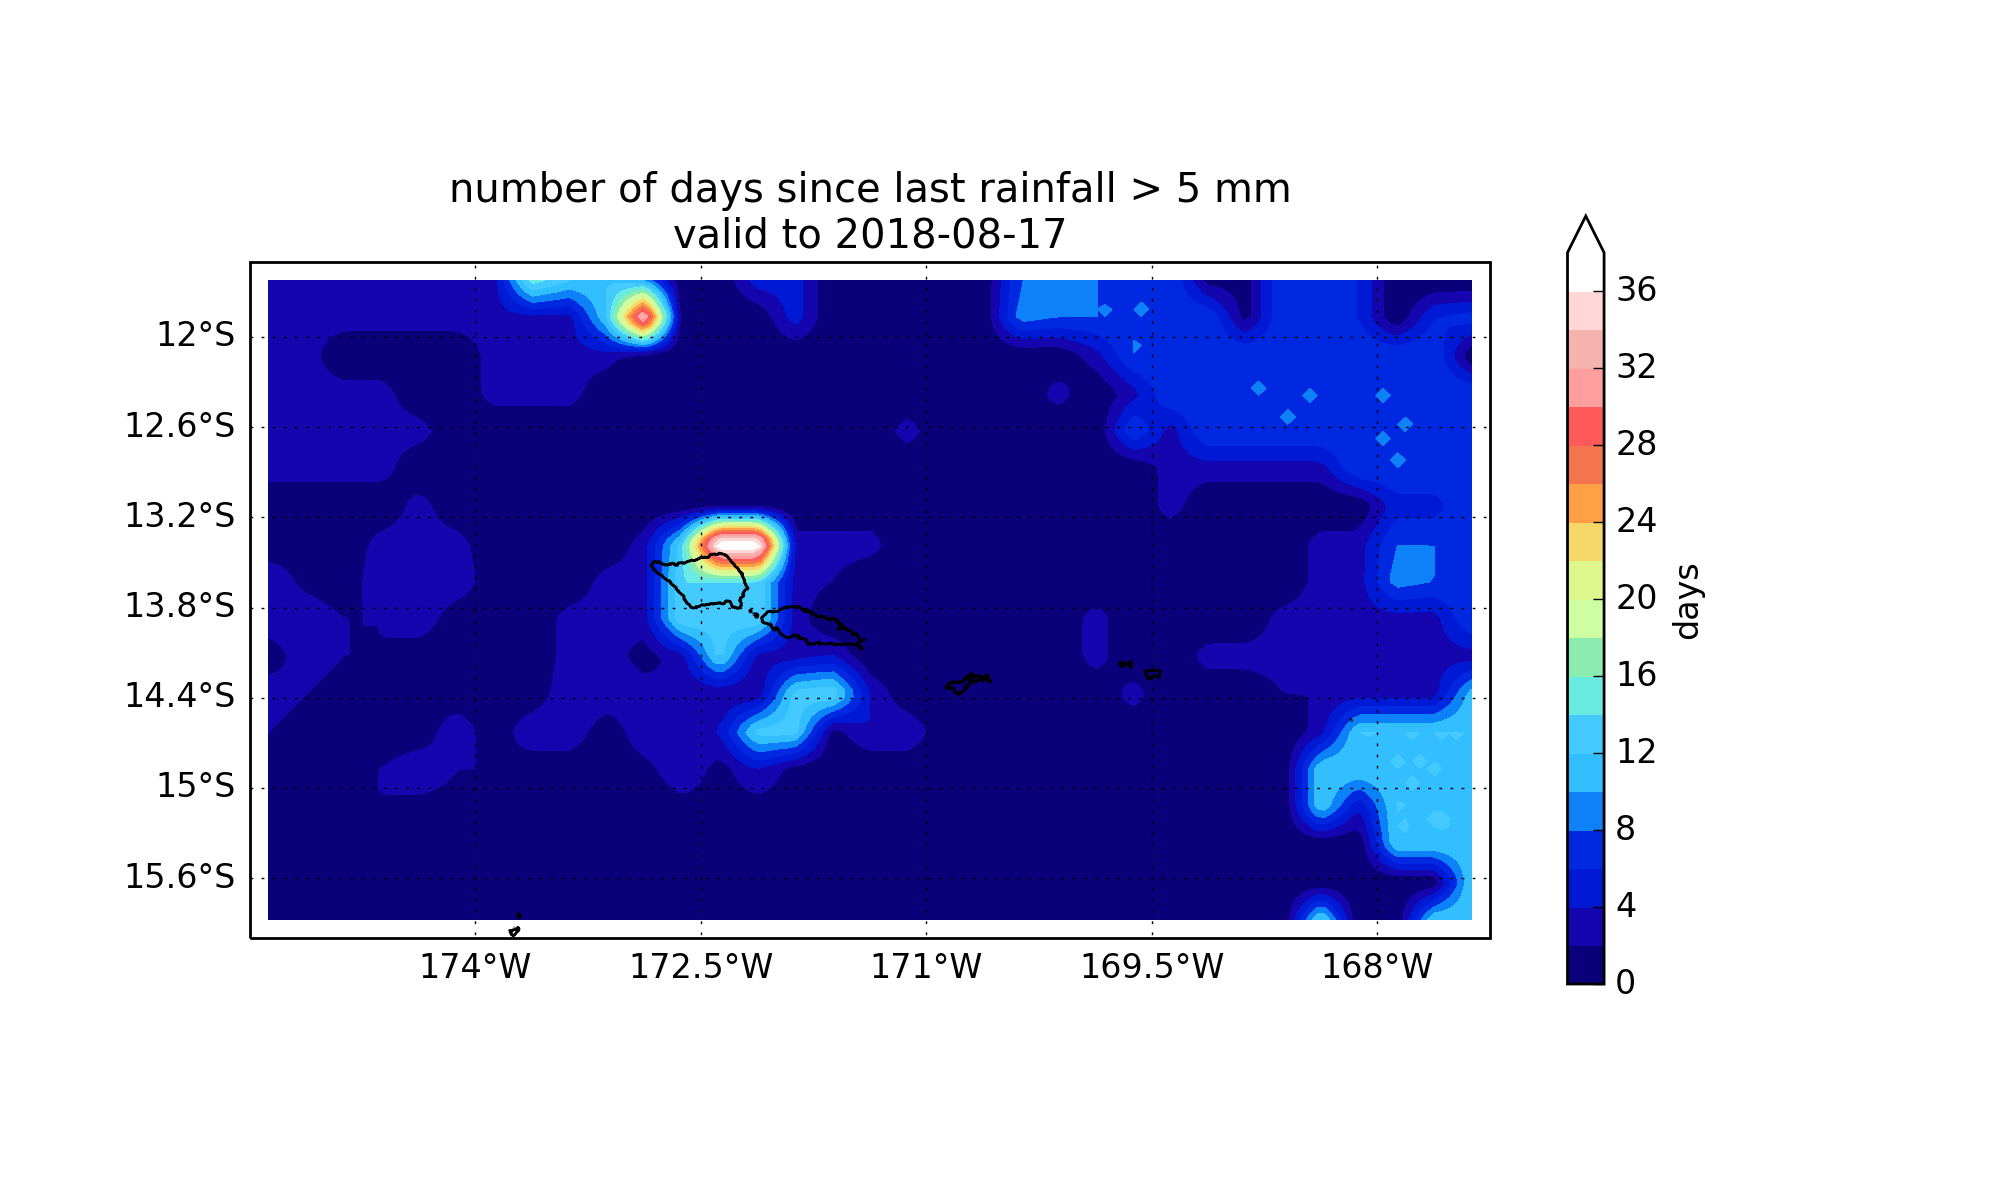 number of days since last rainfall > 5 mm
valid to 2018-08-17
12°S
12.6°S
13.2°S
13.8°S
14.4°S
15°S
15.6°S
174°W 172.5°W 171°W 169.5°W 168°W
36
32
28
24
20
16
12
8
4
0
days